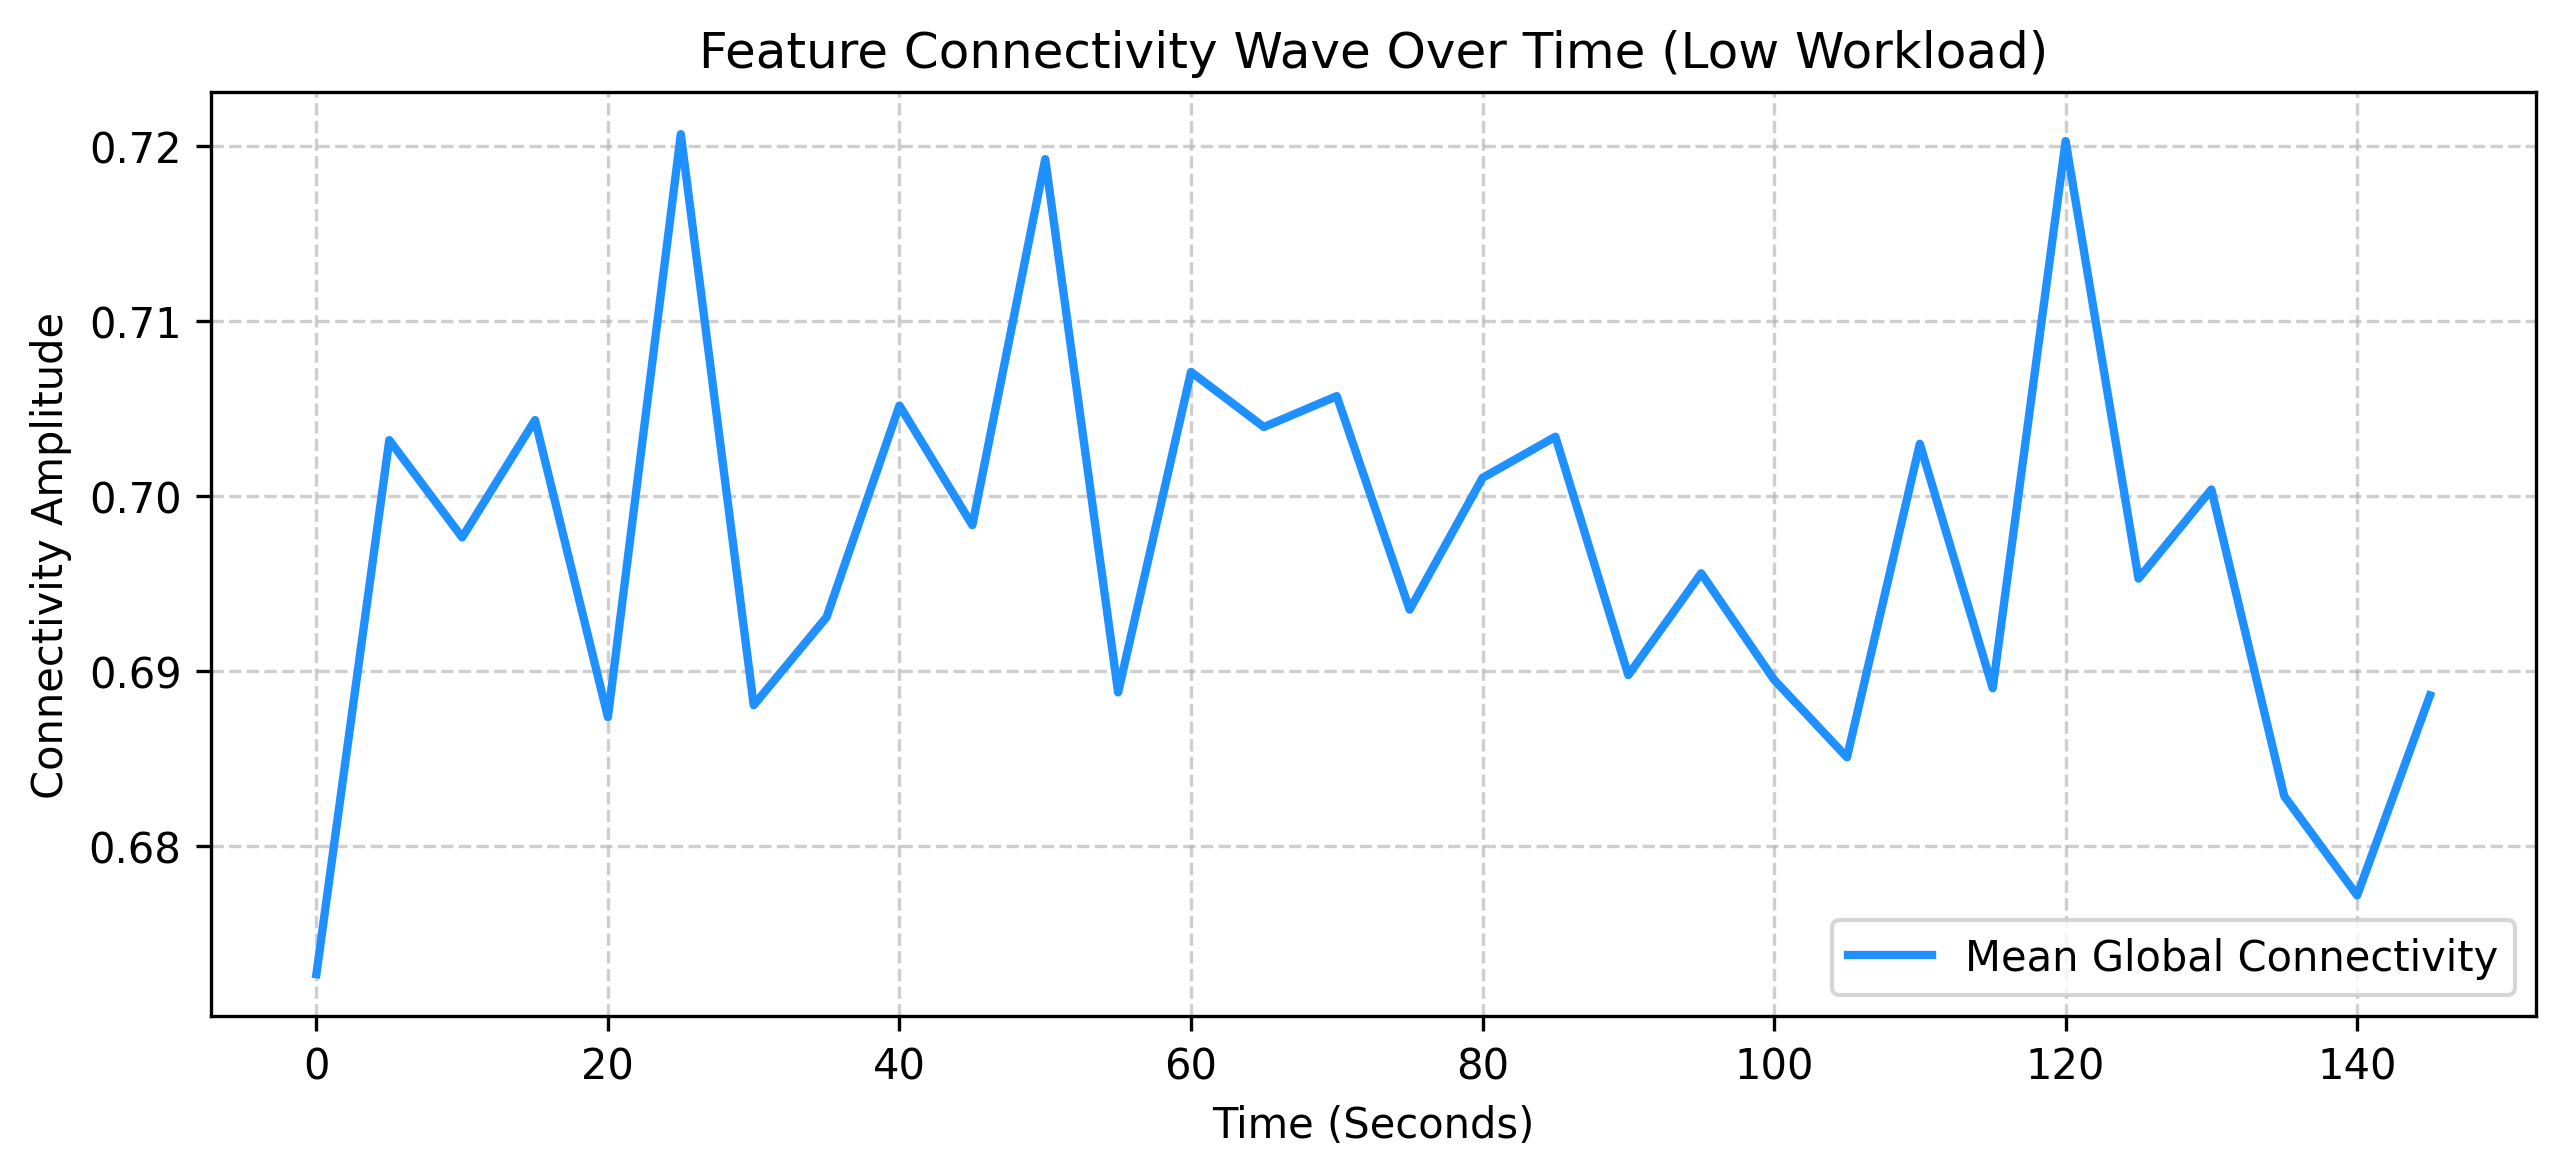 Feature Connectivity Wave Over Time (Low Workload)
Connectivity Amplitude
0.72
0.71
0.70
0.69
0.68
Mean Global Connectivity
0 20 40 60 80 100 120 140
Time (Seconds)